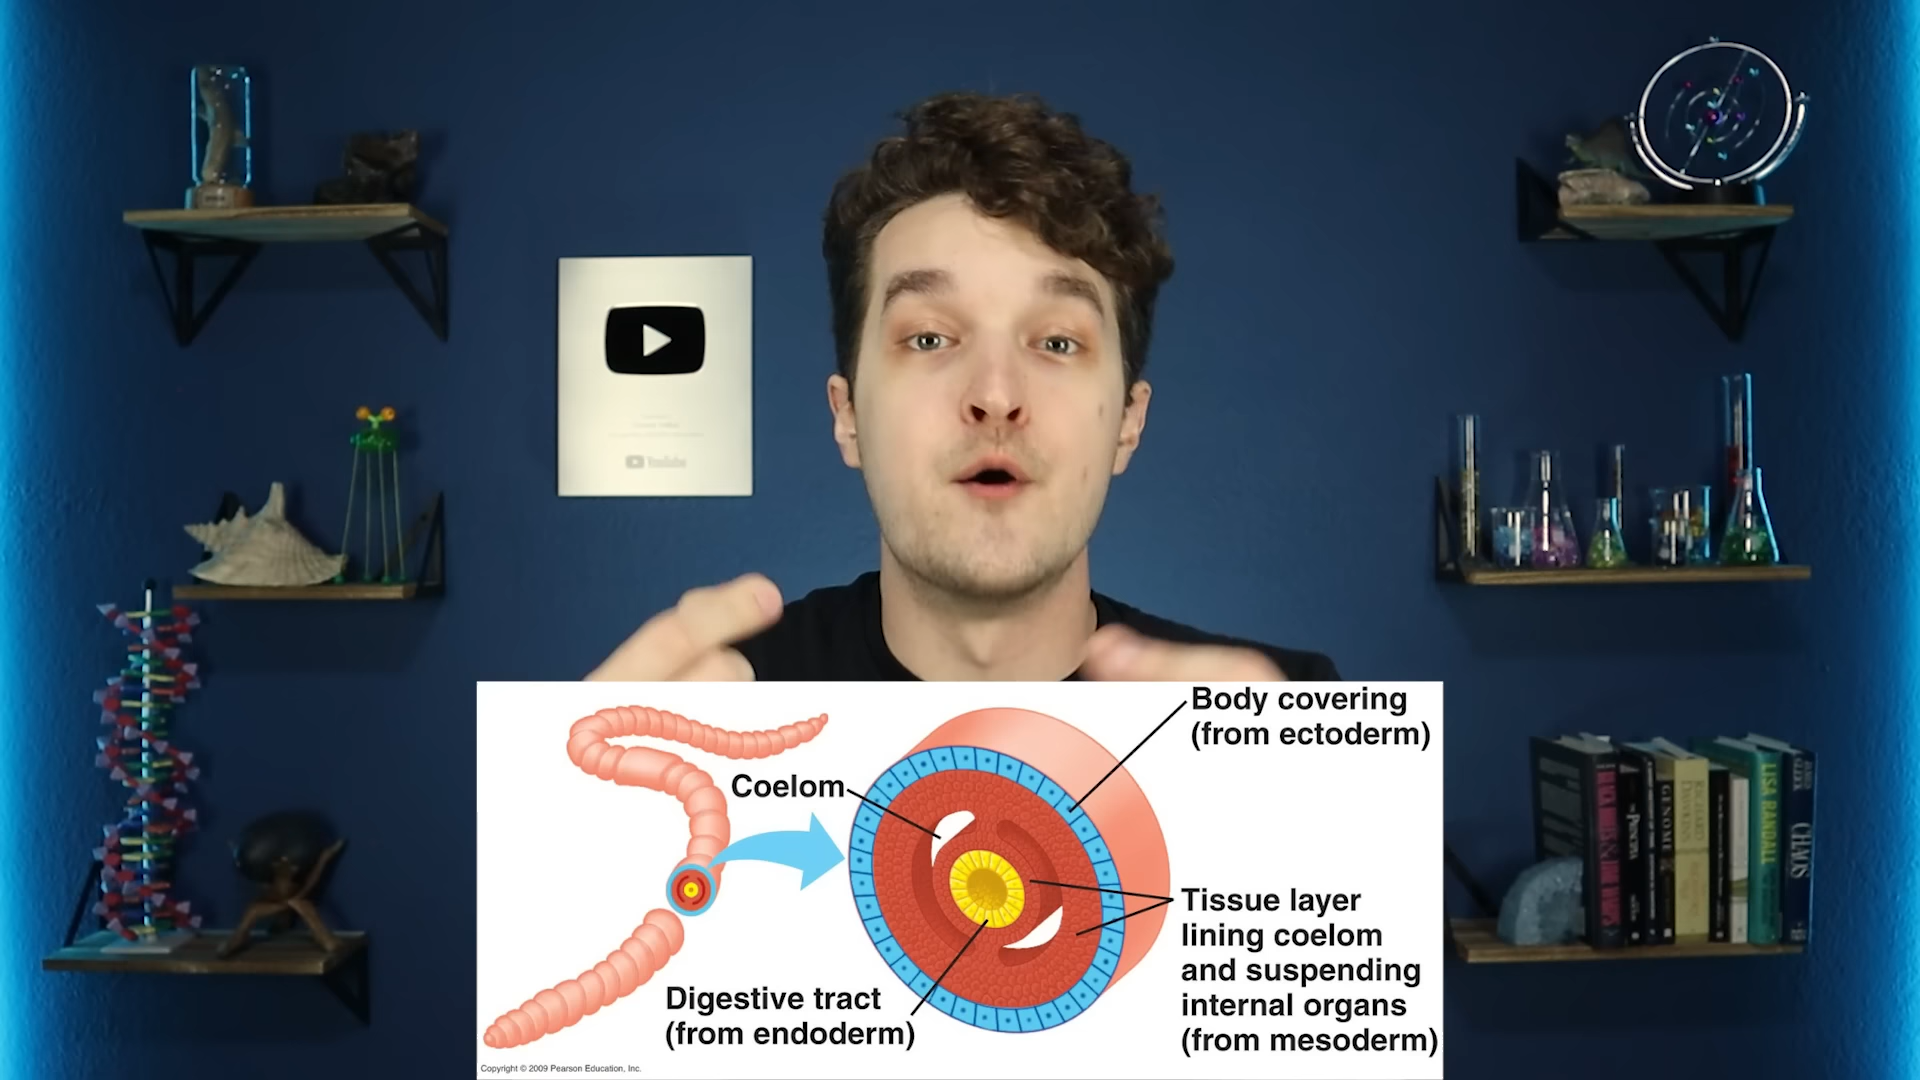 YouTube
GENOME
LISA RANDALL
CHAOS
Body covering
(from ectoderm)
Coelom
Tissue layer
lining coelom
and suspending
internal organs
(from mesoderm)
Digestive tract
(from endoderm)
Copyright © 2009 Pearson Education, Inc.